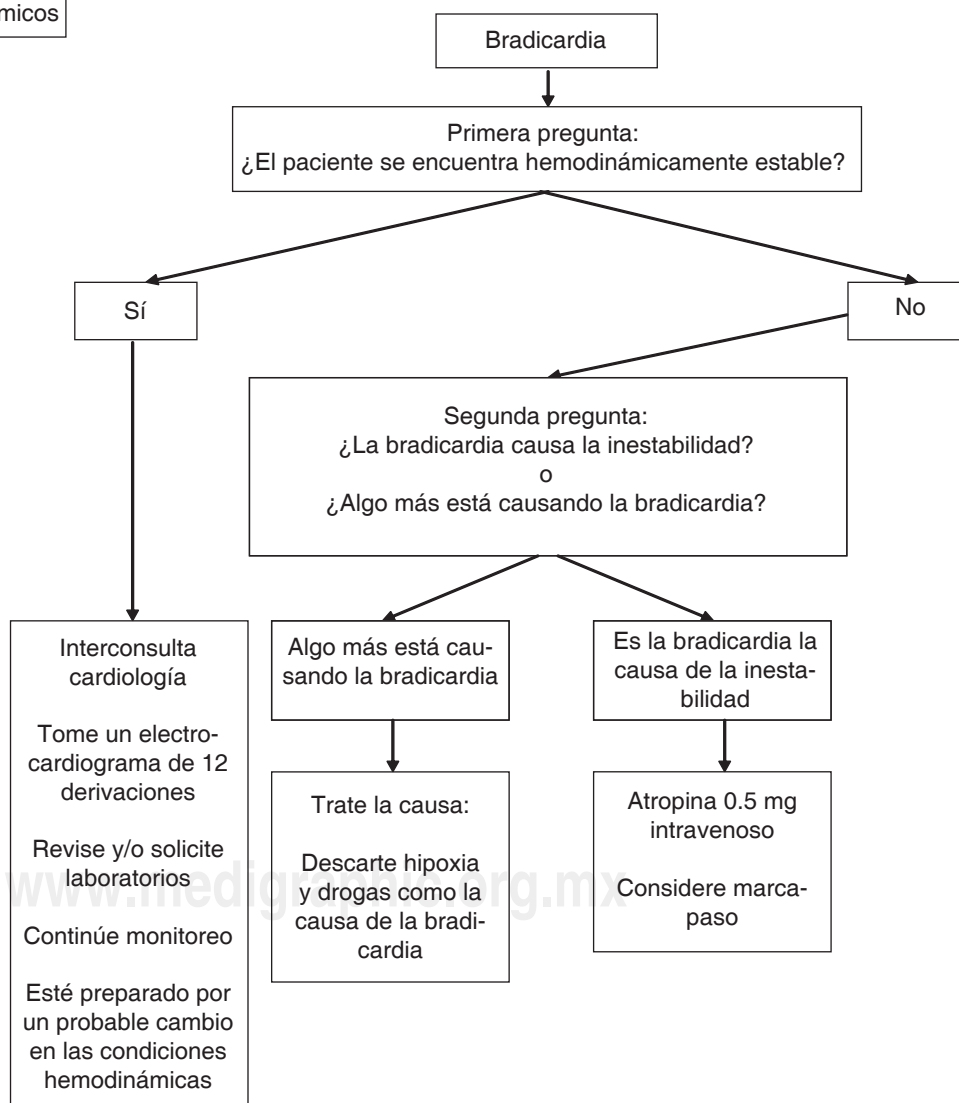 micos
Bradicardia
Primera pregunta:
¿El paciente se encuentra hemodinámicamente estable?
Sí
No
Segunda pregunta:
¿La bradicardia causa la inestabilidad?
o
¿Algo más está causando la bradicardia?
Interconsulta
cardiología
Tome un electro-
cardiograma de 12
derivaciones
Revise y/o solicite
laboratorios
Continúe monitoreo
Esté preparado por
un probable cambio
en las condiciones
hemodinámicas
Algo más está cau-
sando la bradicardia
Trate la causa:
Descarte hipoxia
y drogas como la
causa de la bradi-
cardia
Es la bradicardia la
causa de la inesta-
bilidad
Atropina 0.5 mg
intravenoso
Considere marca-
paso
www.medigraphic.org.mx